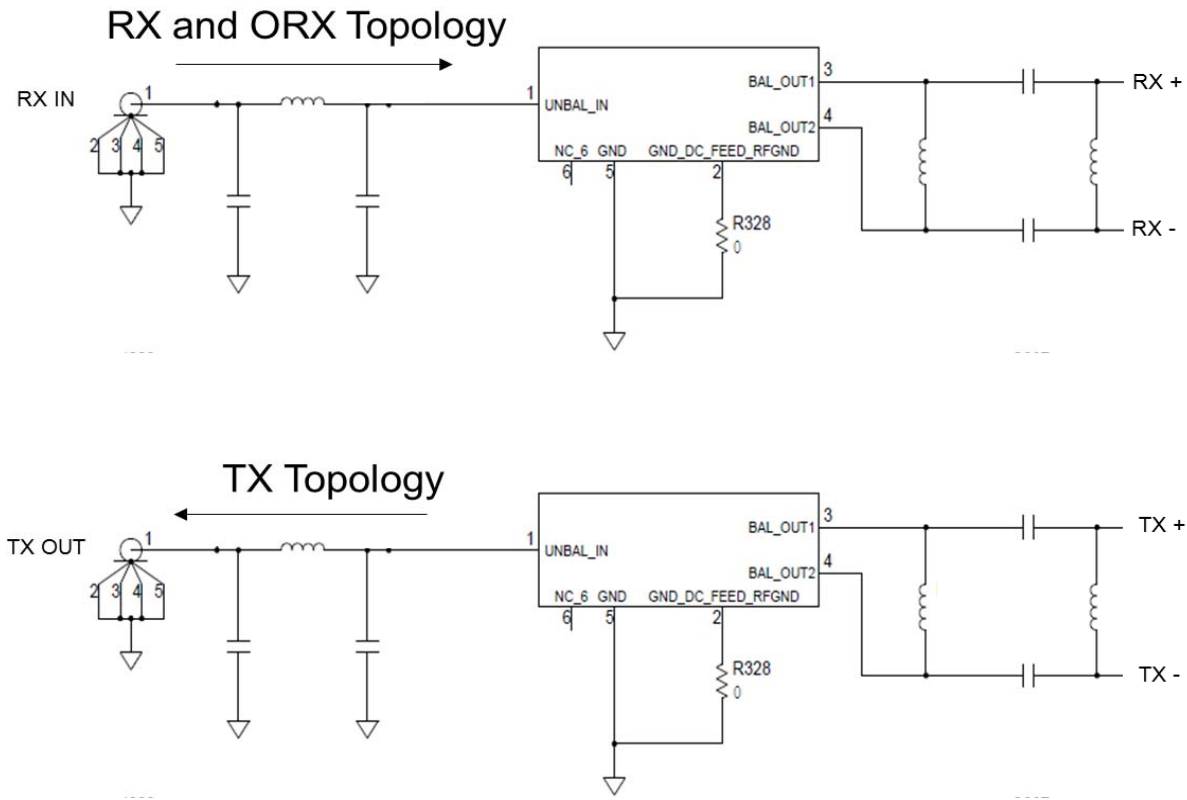 RX and ORX Topology
RX IN
1
2 3 4 5
1
UNBAL_IN
BAL_OUT1
3
BAL_OUT2
4
NC_6 GND GND_DC_FEED_RFGND
6 5 2
R328
0
RX +
RX -
TX Topology
TX OUT
1
2 3 4 5
1
UNBAL_IN
BAL_OUT1
3
BAL_OUT2
4
NC_6 GND GND_DC_FEED_RFGND
6 5 2
R328
0
TX +
TX -